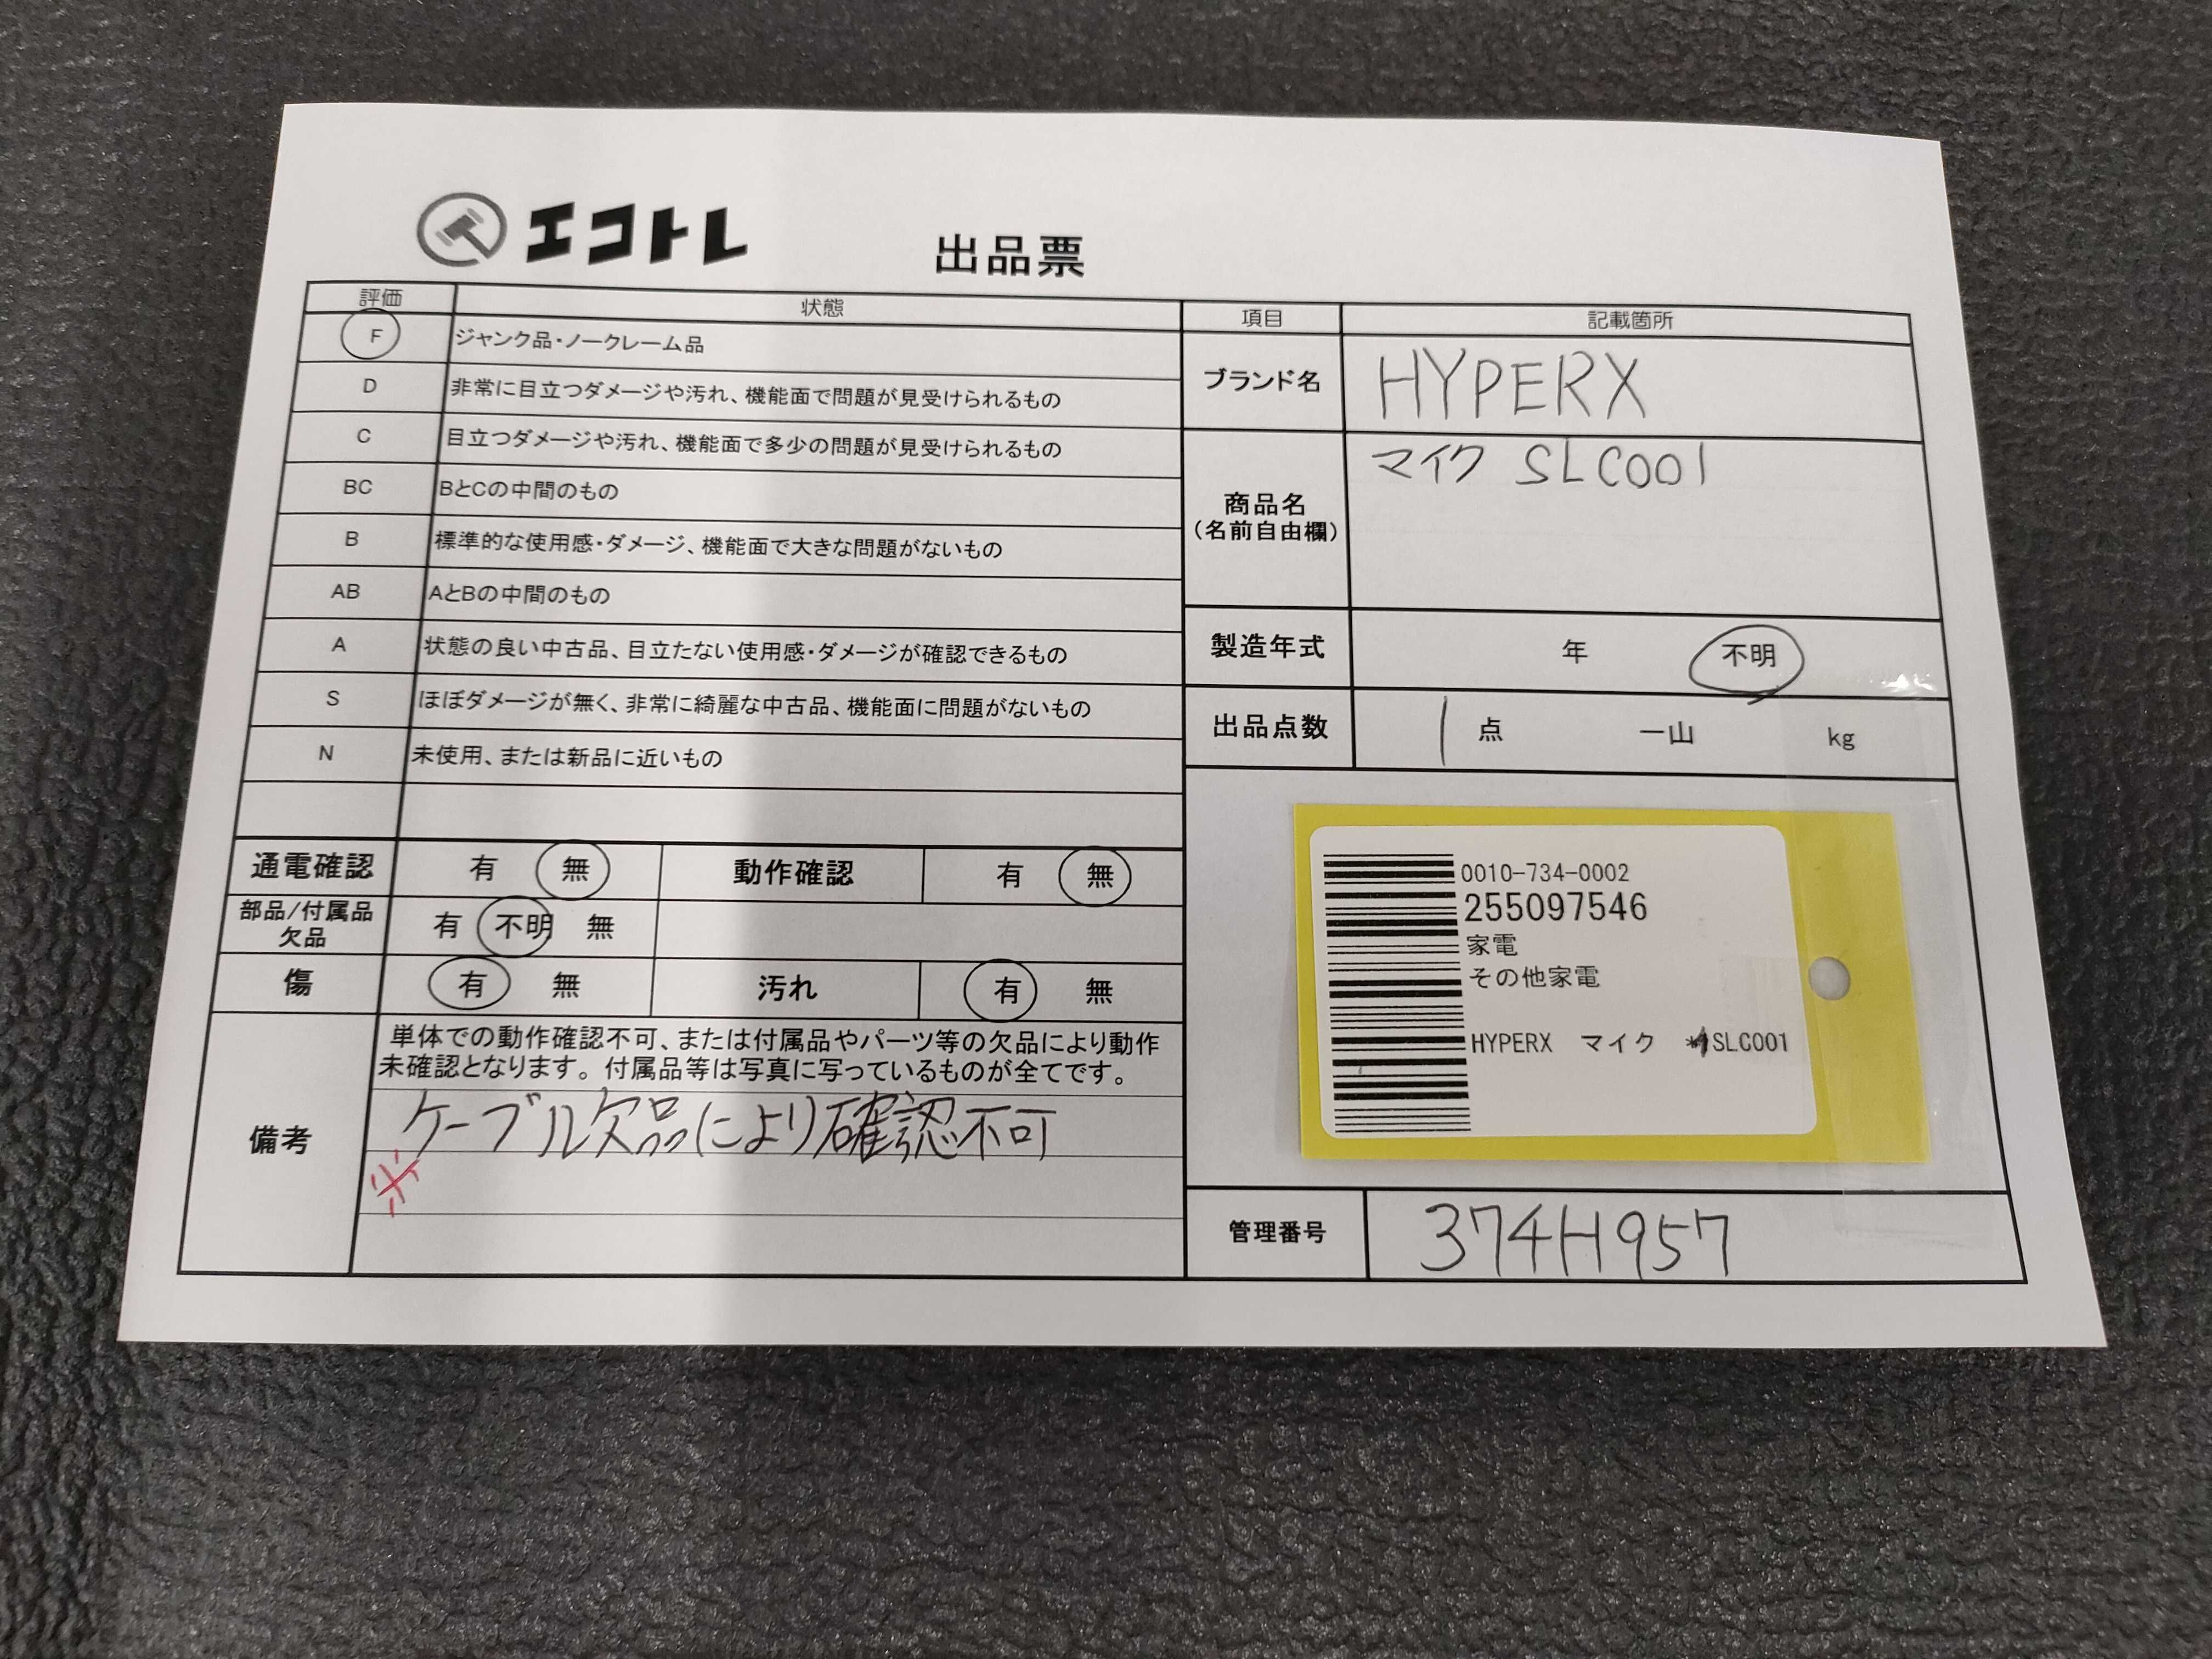 エコトレ
出品票
評価 状態
F ジャンク品・ノークレーム品
D 非常に目立つダメージや汚れ、機能面で問題が見受けられるもの
C 目立つダメージや汚れ、機能面で多少の問題が見受けられるもの
BC BとCの中間のもの
B 標準的な使用感・ダメージ、機能面で大きな問題がないもの
AB AとBの中間のもの
A 状態の良い中古品、目立たない使用感・ダメージが確認できるもの
S ほぼダメージが無く、非常に綺麗な中古品、機能面に問題がないもの
N 未使用、または新品に近いもの
通電確認 有 無 動作確認 有 無
部品/付属品
欠品 有 不明 無
傷 有 無 汚れ 有 無
備考
単体での動作確認不可、または付属品やパーツ等の欠品により動作
未確認となります。付属品等は写真に写っているものが全てです。
ケーブル欠品により確認不可
※
項目 記載箇所
ブランド名 HYPERX
商品名
(名前自由欄)
マイク SLC001
製造年式 年 不明
出品点数 1 点 一山 kg
0010-734-0002
255097546
家電
その他家電
HYPERX マイク SLC001
管理番号 374H957